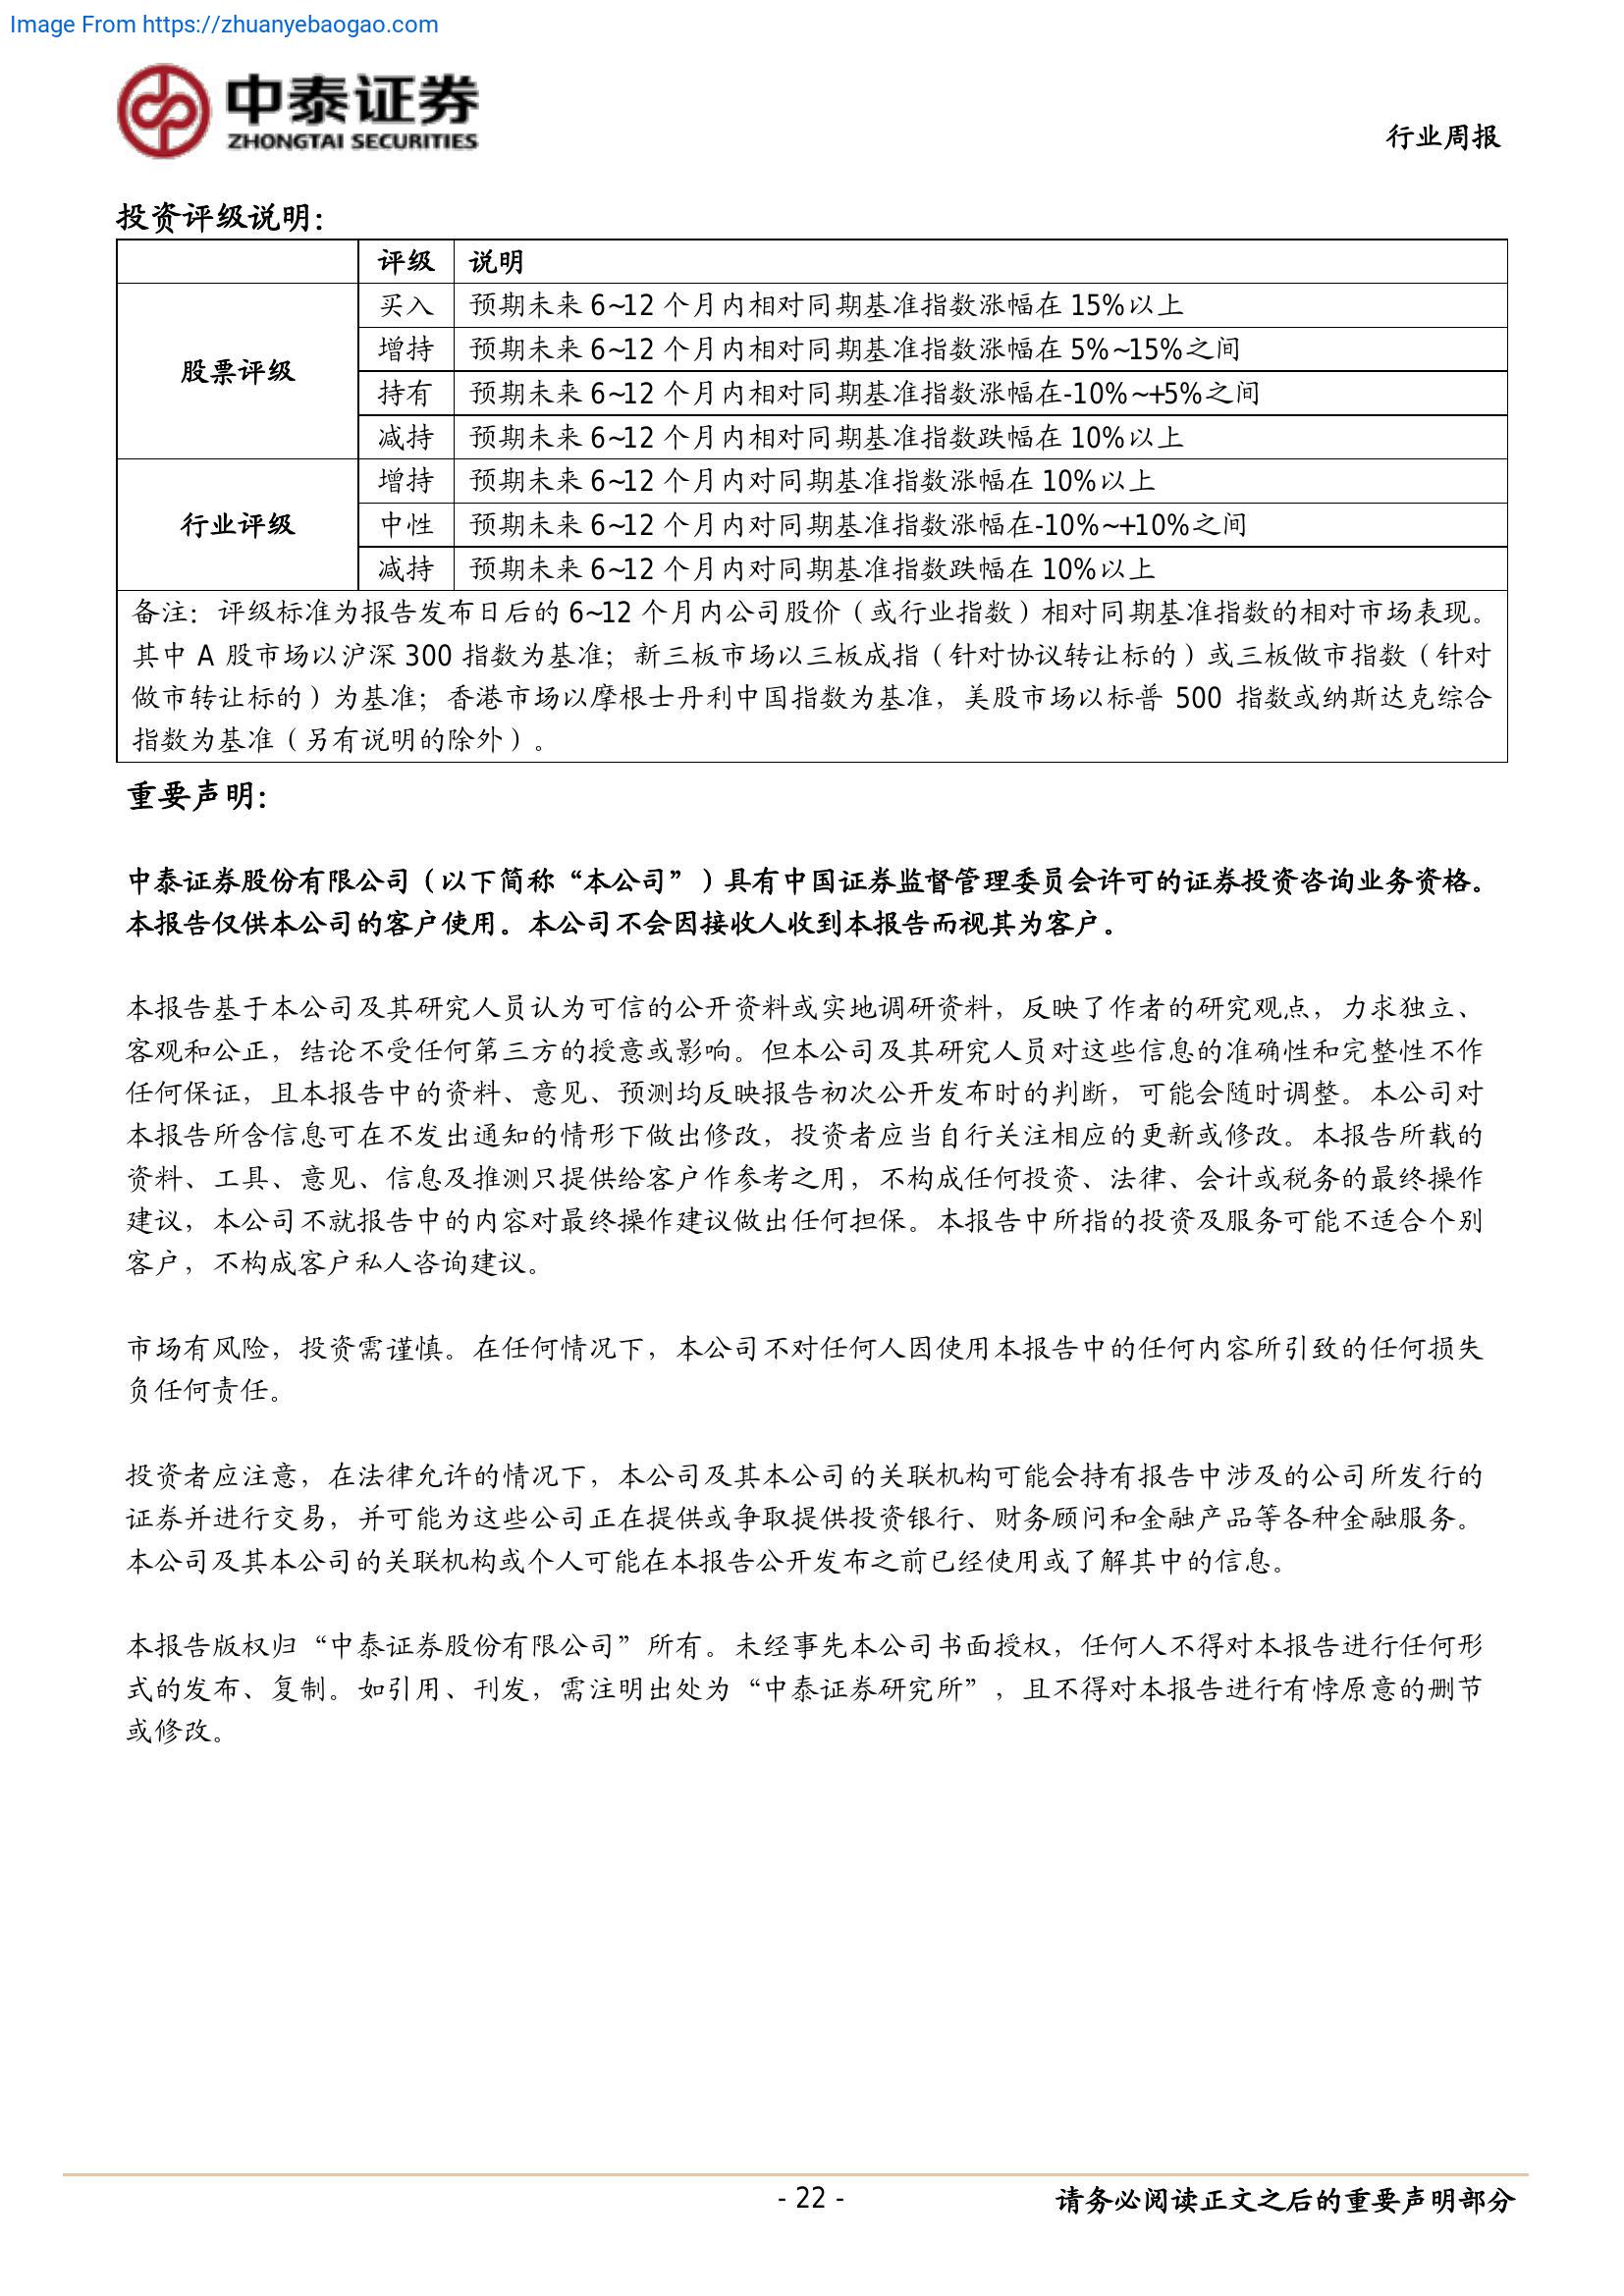 Image From https://zhuanyebaogao.com
中泰证券
ZHONGTAI SECURITIES
行业周报
投资评级说明：
评级 说明
股票评级
买入 预期未来 6~12 个月内相对同期基准指数涨幅在 15%以上
增持 预期未来 6~12 个月内相对同期基准指数涨幅在 5%~15%之间
持有 预期未来 6~12 个月内相对同期基准指数涨幅在-10%~+5%之间
减持 预期未来 6~12 个月内相对同期基准指数跌幅在 10%以上
行业评级
增持 预期未来 6~12 个月内对同期基准指数涨幅在 10%以上
中性 预期未来 6~12 个月内对同期基准指数涨幅在-10%~+10%之间
减持 预期未来 6~12 个月内对同期基准指数跌幅在 10%以上
备注：评级标准为报告发布日后的 6~12 个月内公司股价（或行业指数）相对同期基准指数的相对市场表现。
其中 A 股市场以沪深 300 指数为基准；新三板市场以三板成指（针对协议转让标的）或三板做市指数（针对
做市转让标的）为基准；香港市场以摩根士丹利中国指数为基准，美股市场以标普 500 指数或纳斯达克综合
指数为基准（另有说明的除外）。
重要声明：
中泰证券股份有限公司（以下简称“本公司”）具有中国证券监督管理委员会许可的证券投资咨询业务资格。
本报告仅供本公司的客户使用。本公司不会因接收人收到本报告而视其为客户。
本报告基于本公司及其研究人员认为可信的公开资料或实地调研资料，反映了作者的研究观点，力求独立、
客观和公正，结论不受任何第三方的授意或影响。但本公司及其研究人员对这些信息的准确性和完整性不作
任何保证，且本报告中的资料、意见、预测均反映报告初次公开发布时的判断，可能会随时调整。本公司对
本报告所含信息可在不发出通知的情形下做出修改，投资者应当自行关注相应的更新或修改。本报告所载的
资料、工具、意见、信息及推测只提供给客户作参考之用，不构成任何投资、法律、会计或税务的最终操作
建议，本公司不就报告中的内容对最终操作建议做出任何担保。本报告中所指的投资及服务可能不适合个别
客户，不构成客户私人咨询建议。
市场有风险，投资需谨慎。在任何情况下，本公司不对任何人因使用本报告中的任何内容所引致的任何损失
负任何责任。
投资者应注意，在法律允许的情况下，本公司及其本公司的关联机构可能会持有报告中涉及的公司所发行的
证券并进行交易，并可能为这些公司正在提供或争取提供投资银行、财务顾问和金融产品等各种金融服务。
本公司及其本公司的关联机构或个人可能在本报告公开发布之前已经使用或了解其中的信息。
本报告版权归“中泰证券股份有限公司”所有。未经事先本公司书面授权，任何人不得对本报告进行任何形
式的发布、复制。如引用、刊发，需注明出处为“中泰证券研究所”，且不得对本报告进行有悖原意的删节
或修改。
- 22 -
请务必阅读正文之后的重要声明部分